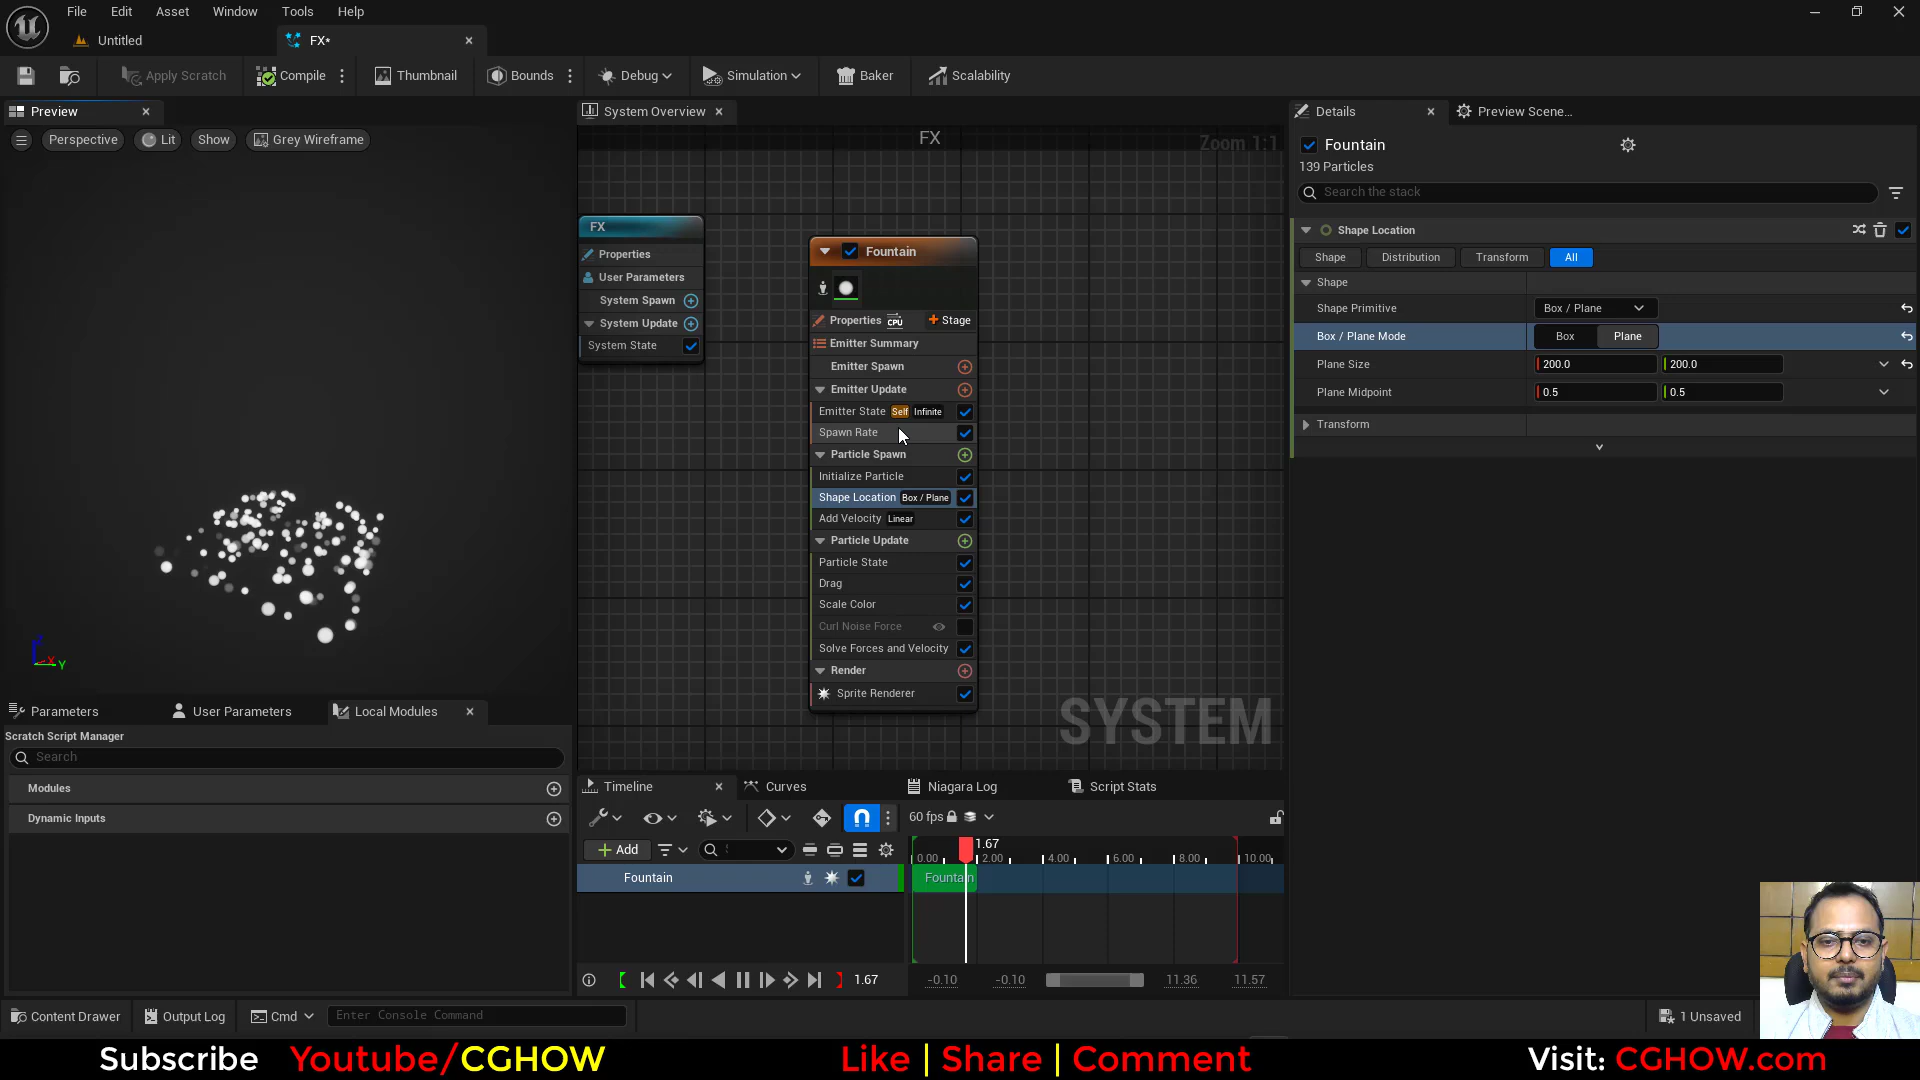 File Edit Asset Window Tools Help
Untitled FX*
Apply Scratch Compile Thumbnail Bounds Debug Simulation Baker Scalability
Preview
Perspective Lit Show Grey Wireframe
Z
X Y
System Overview
FX
Zoom 1:1
FX
Properties
User Parameters
System Spawn
System Update
System State
Fountain
Properties CPU Stage
Emitter Summary
Emitter Spawn
Emitter Update
Emitter State Self Infinite
Spawn Rate
Particle Spawn
Initialize Particle
Shape Location Box / Plane
Add Velocity Linear
Particle Update
Particle State
Drag
Scale Color
Curl Noise Force
Solve Forces and Velocity
Render
Sprite Renderer
SYSTEM
Details Preview Scene...
Fountain
139 Particles
Search the stack
Shape Location
Shape Distribution Transform All
Shape
Shape Primitive Box / Plane
Box / Plane Mode Box Plane
Plane Size 200.0 200.0
Plane Midpoint 0.5 0.5
Transform
Parameters User Parameters Local Modules
Scratch Script Manager
Search
Modules
Dynamic Inputs
Timeline Curves Niagara Log Script Stats
60 fps
Add
1.67
0.00 2.00 4.00 6.00 8.00 10.00
Fountain Fountain
1.67 -0.10 -0.10 11.36 11.57
Content Drawer Output Log Cmd Enter Console Command 1 Unsaved
Subscribe Youtube/CGHOW Like | Share | Comment Visit: CGHOW.com